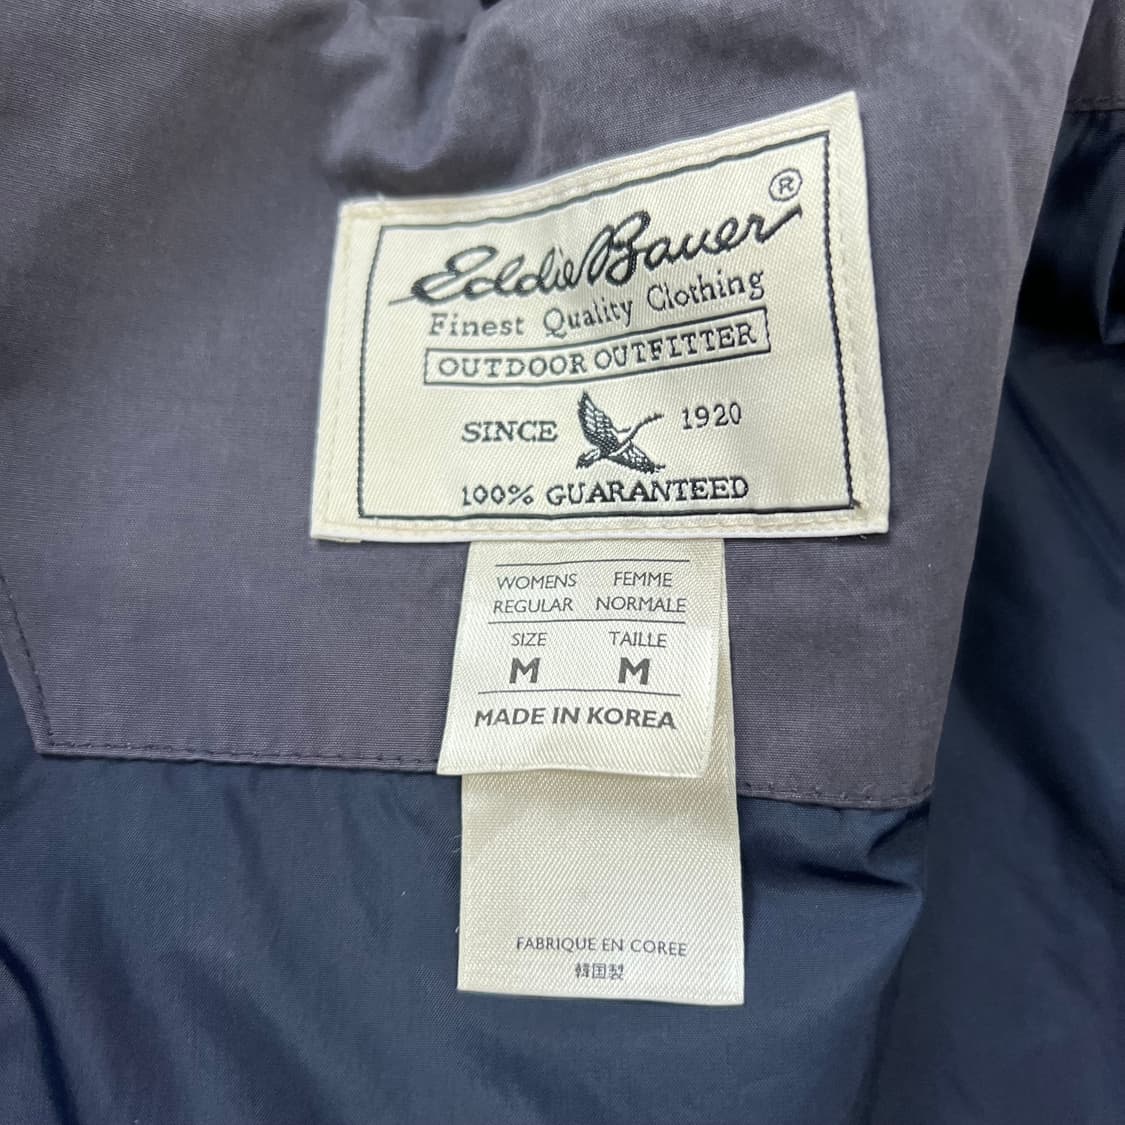 Eddie Bauer ®
Finest Quality Clothing
OUTDOOR OUTFITTER
SINCE 1920
100% GUARANTEED
WOMENS FEMME
REGULAR NORMALE
SIZE TAILLE
M M
MADE IN KOREA
FABRIQUE EN COREE
韓国製